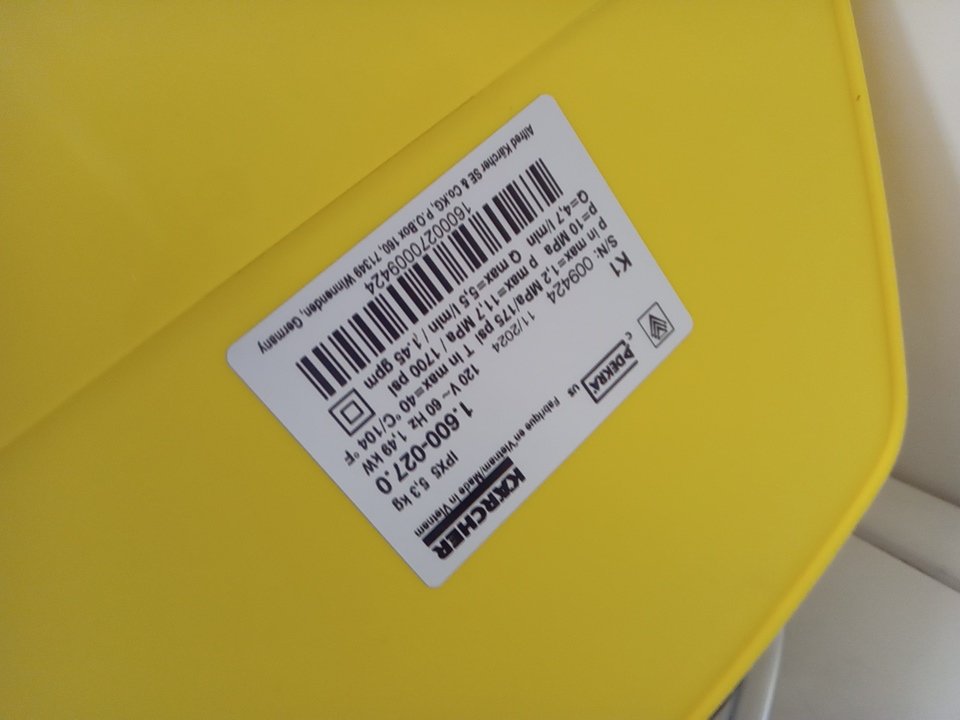 KÄRCHER
Fabrique en Vietnam/Made in Vietnam
DEKRA
c US
K1 1.600-027.0 IPX5 5,3 kg
S/N: 009424 11/2024 120 V ~ 60 Hz 1,49 kW
P in max=1,2 MPa/175 psi T in max=40 °C/104 °F
P=10 MPa P max=11,7 MPa / 1700 psi
Q=4,7 l/min Q max=5,5 l/min / 1.45 gpm
16000270009424
Alfred Kärcher SE & Co.KG, P.O.Box 160, 71349 Winnenden, Germany